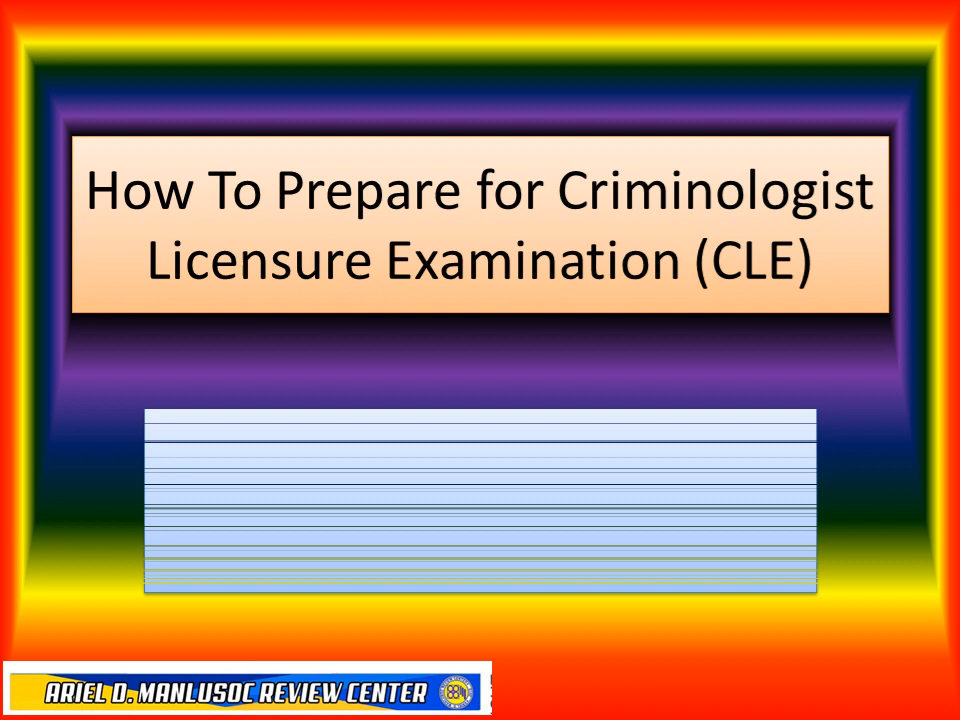 How To Prepare for Criminologist
Licensure Examination (CLE)
ARIEL D. MANLUSOC REVIEW CENTER